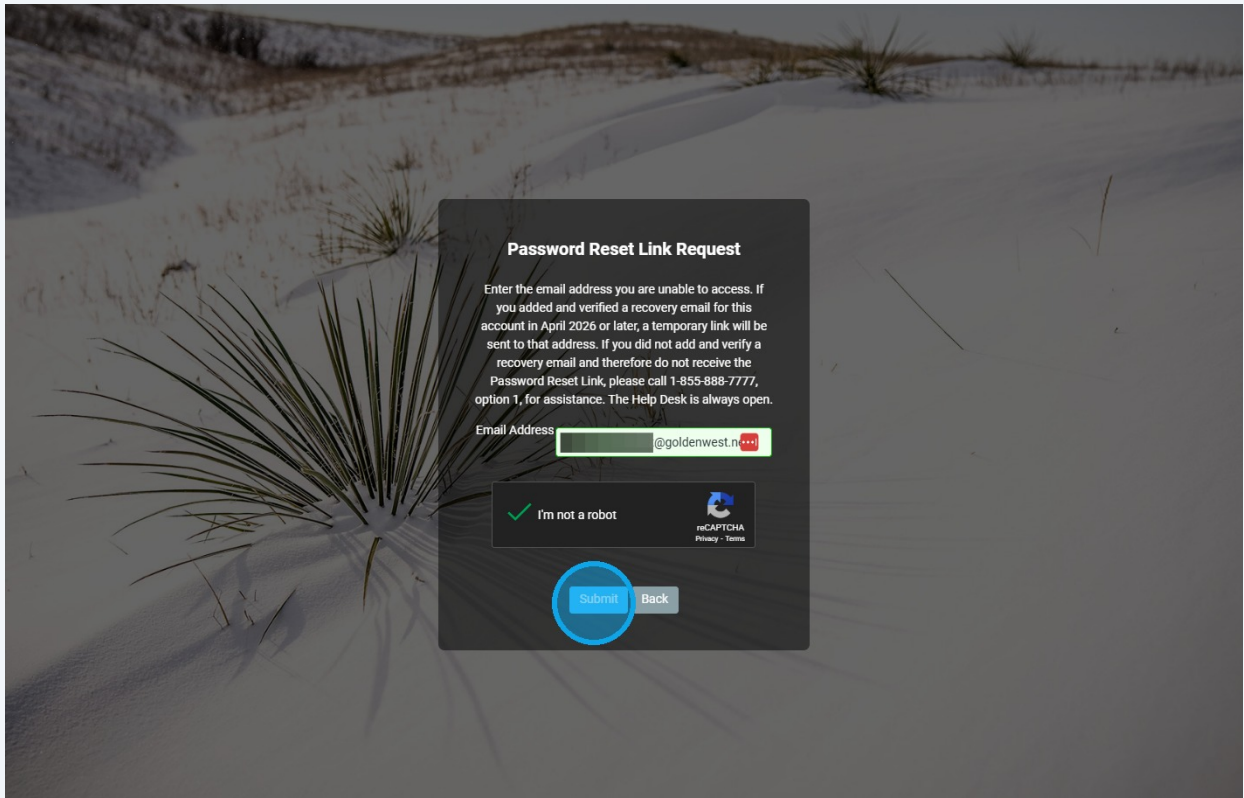 Password Reset Link Request
Enter the email address you are unable to access. If
you added and verified a recovery email for this
account in April 2026 or later, a temporary link will be
sent to that address. If you did not add and verify a
recovery email and therefore do not receive the
Password Reset Link, please call 1-855-888-7777,
option 1, for assistance. The Help Desk is always open.
Email Address
@goldenwest.ne
I'm not a robot
reCAPTCHA
Privacy - Terms
Submit
Back